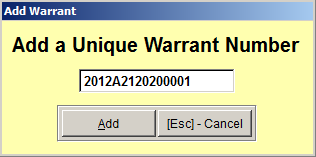 Add Warrant
Add a Unique Warrant Number
2012A2120200001
Add
[Esc] - Cancel